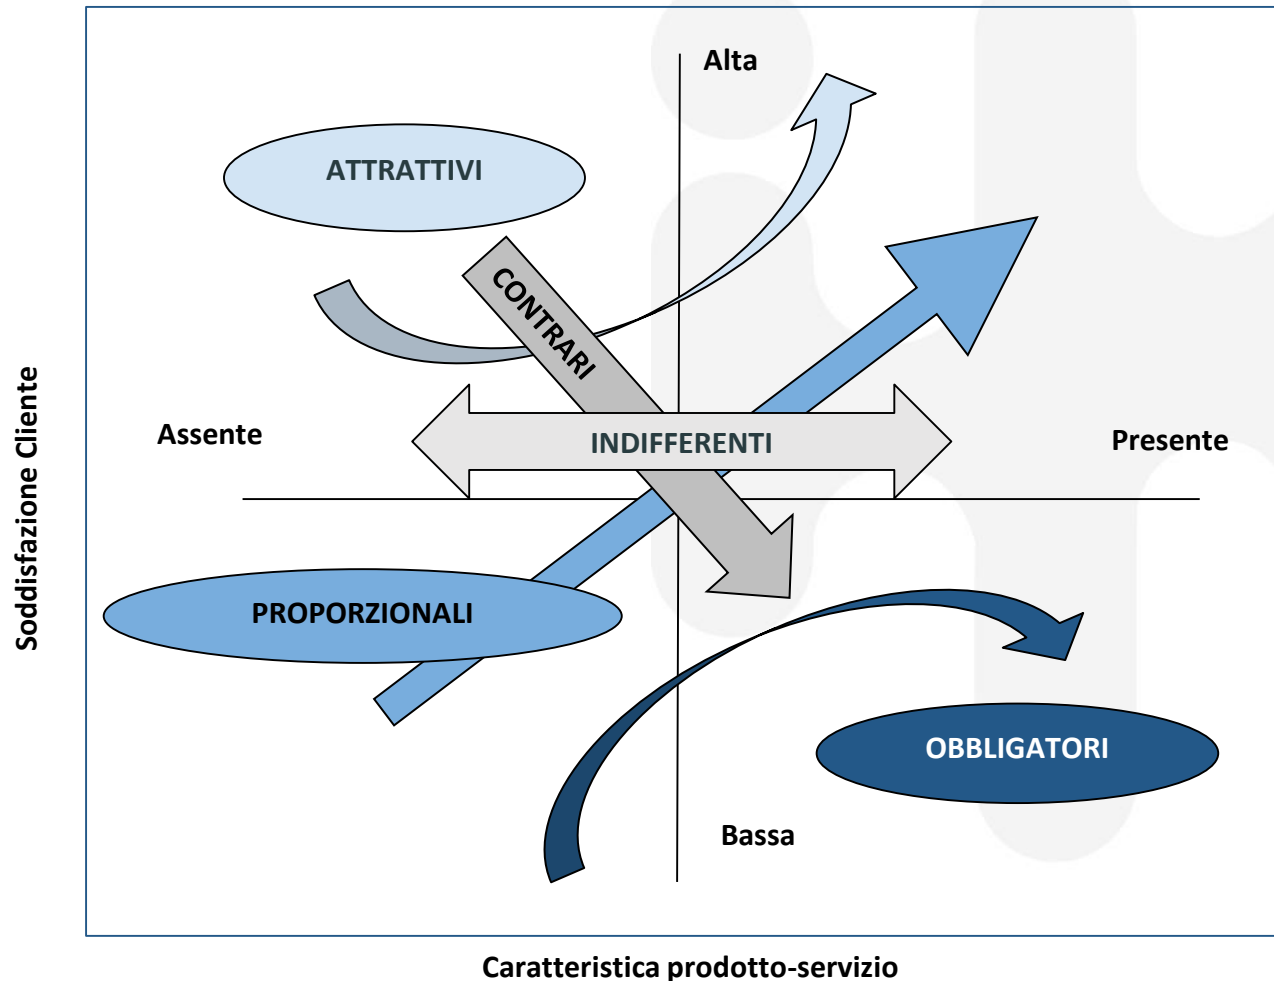 Alta
ATTRATTIVI
CONTRARI
Soddisfazione Cliente
Assente
INDIFFERENTI
Presente
PROPORZIONALI
OBBLIGATORI
Bassa
Caratteristica prodotto-servizio